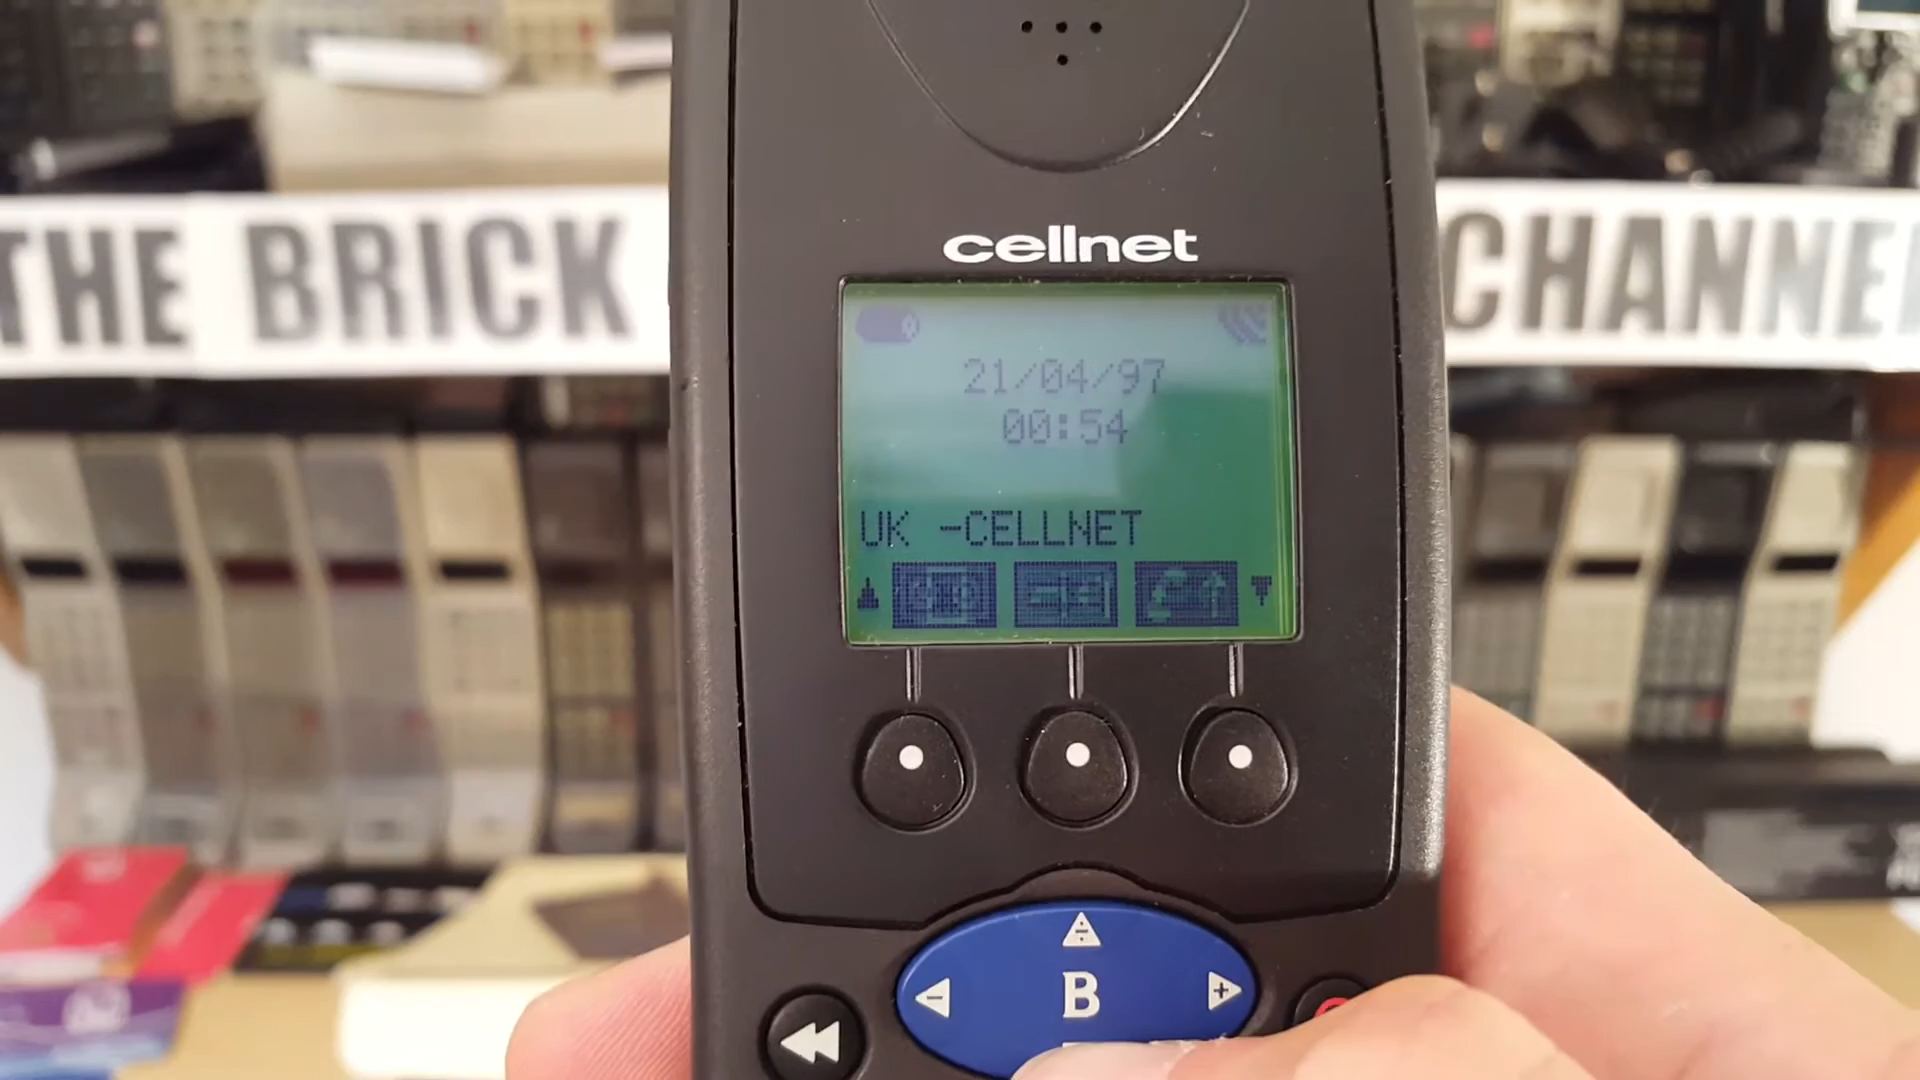 THE BRICK
CHANNE
cellnet
21/04/97
00:54
UK -CELLNET
B